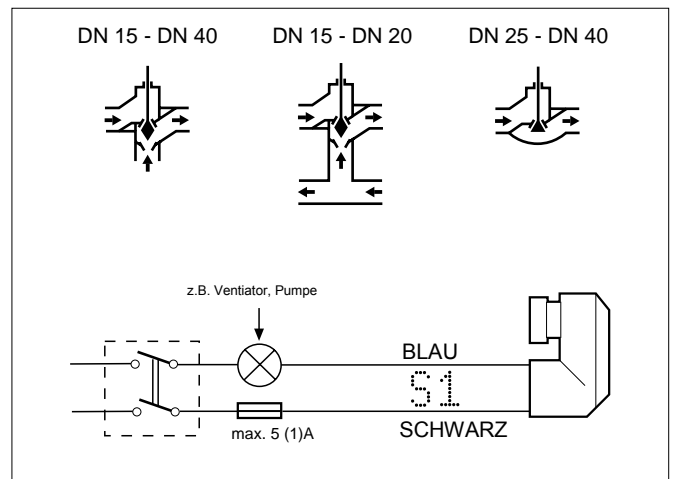 DN 15 - DN 40 DN 15 - DN 20 DN 25 - DN 40
z.B. Ventiator, Pumpe
BLAU
S1
max. 5 (1)A
SCHWARZ